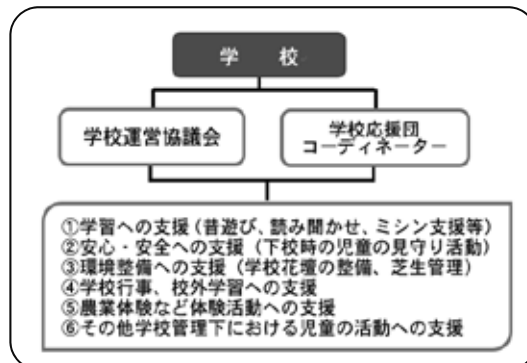 学　校
学校運営協議会
学校応援団
コーディネーター
①学習への支援（昔遊び、読み聞かせ、ミシン支援等）
②安心・安全への支援（下校時の児童の見守り活動）
③環境整備への支援（学校花壇の整備、芝生管理）
④学校行事、校外学習への支援
⑤農業体験など体験活動への支援
⑥その他学校管理下における児童の活動への支援